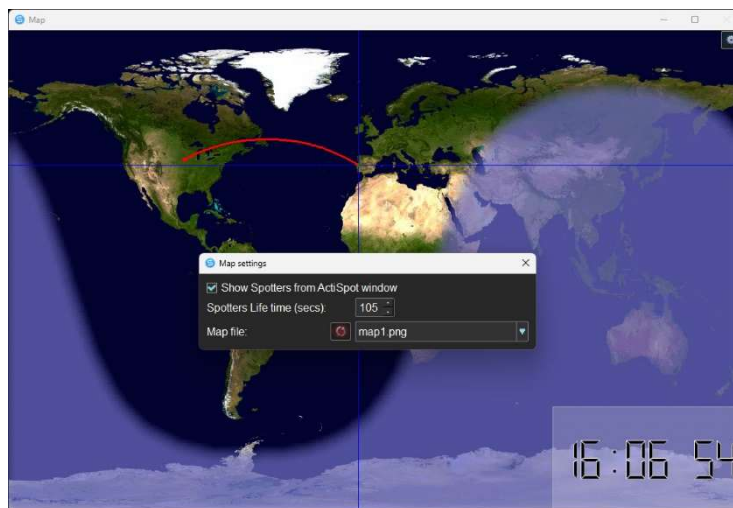 Map
Map settings
Show Spotters from ActiSpot window
Spotters Life time (secs): 105
Map file: map1.png
16:06 54